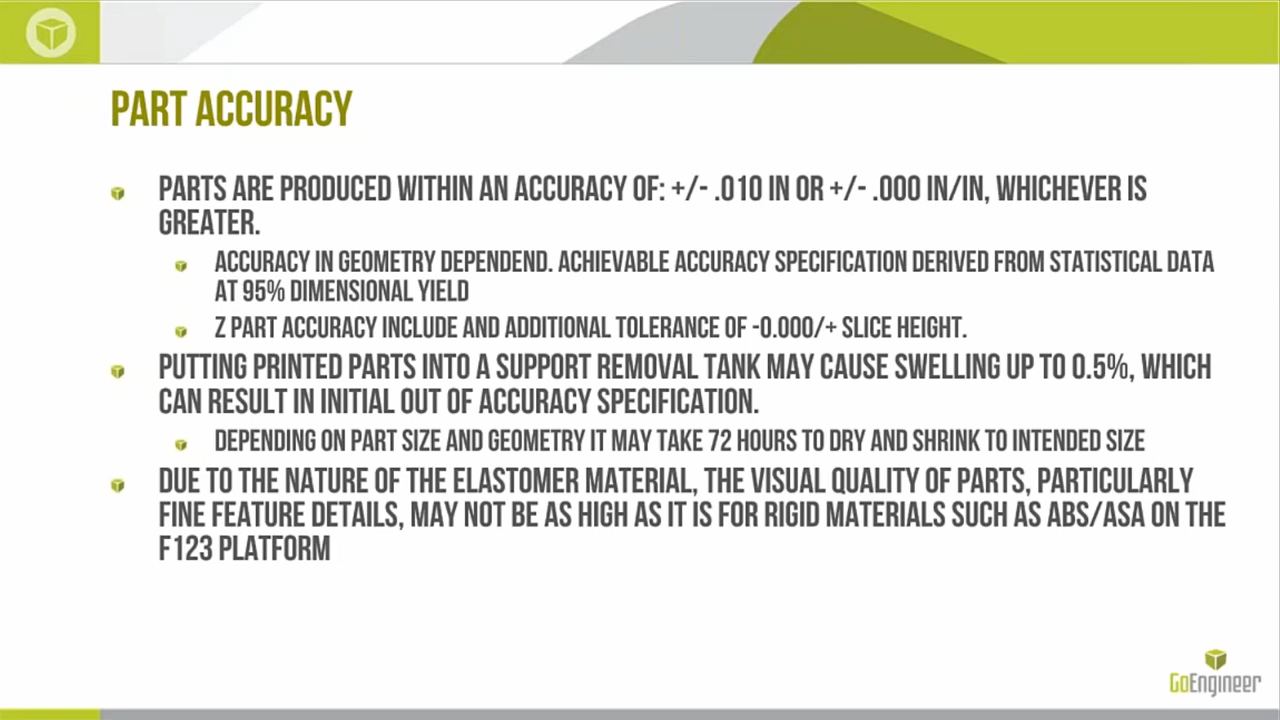 PART ACCURACY
PARTS ARE PRODUCED WITHIN AN ACCURACY OF: +/- .010 IN OR +/- .000 IN/IN, WHICHEVER IS
GREATER.
ACCURACY IN GEOMETRY DEPENDEND. ACHIEVABLE ACCURACY SPECIFICATION DERIVED FROM STATISTICAL DATA
AT 95% DIMENSIONAL YIELD
Z PART ACCURACY INCLUDE AND ADDITIONAL TOLERANCE OF -0.000/+ SLICE HEIGHT.
PUTTING PRINTED PARTS INTO A SUPPORT REMOVAL TANK MAY CAUSE SWELLING UP TO 0.5%, WHICH
CAN RESULT IN INITIAL OUT OF ACCURACY SPECIFICATION.
DEPENDING ON PART SIZE AND GEOMETRY IT MAY TAKE 72 HOURS TO DRY AND SHRINK TO INTENDED SIZE
DUE TO THE NATURE OF THE ELASTOMER MATERIAL, THE VISUAL QUALITY OF PARTS, PARTICULARLY
FINE FEATURE DETAILS, MAY NOT BE AS HIGH AS IT IS FOR RIGID MATERIALS SUCH AS ABS/ASA ON THE
F123 PLATFORM
GoEngineer